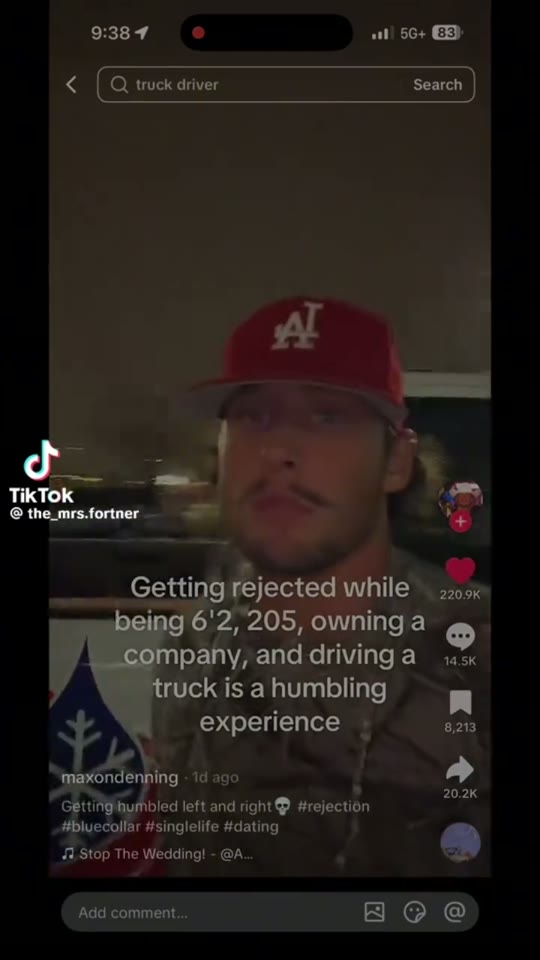 9:38
5G+ 83
truck driver Search
AI
TikTok
@ the_mrs.fortner
Getting rejected while
being 6'2, 205, owning a
company, and driving a
truck is a humbling
experience
220.9K
14.5K
8,213
20.2K
maxondenning · 1d ago
Getting humbled left and right💀 #rejection
#bluecollar #singlelife #dating
Stop The Wedding! - @A...
Add comment...